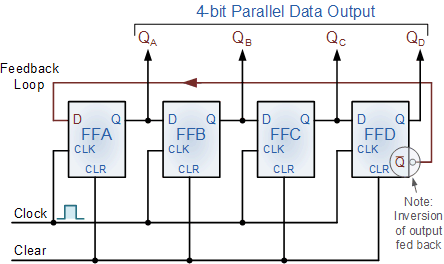 4-bit Parallel Data Output
QA QB QC QD
Feedback
Loop
D Q D Q D Q D Q
FFA FFB FFC FFD
CLK CLK CLK CLK
Q̅
CLR CLR CLR CLR
Note:
Inversion
of output
fed back
Clock
Clear